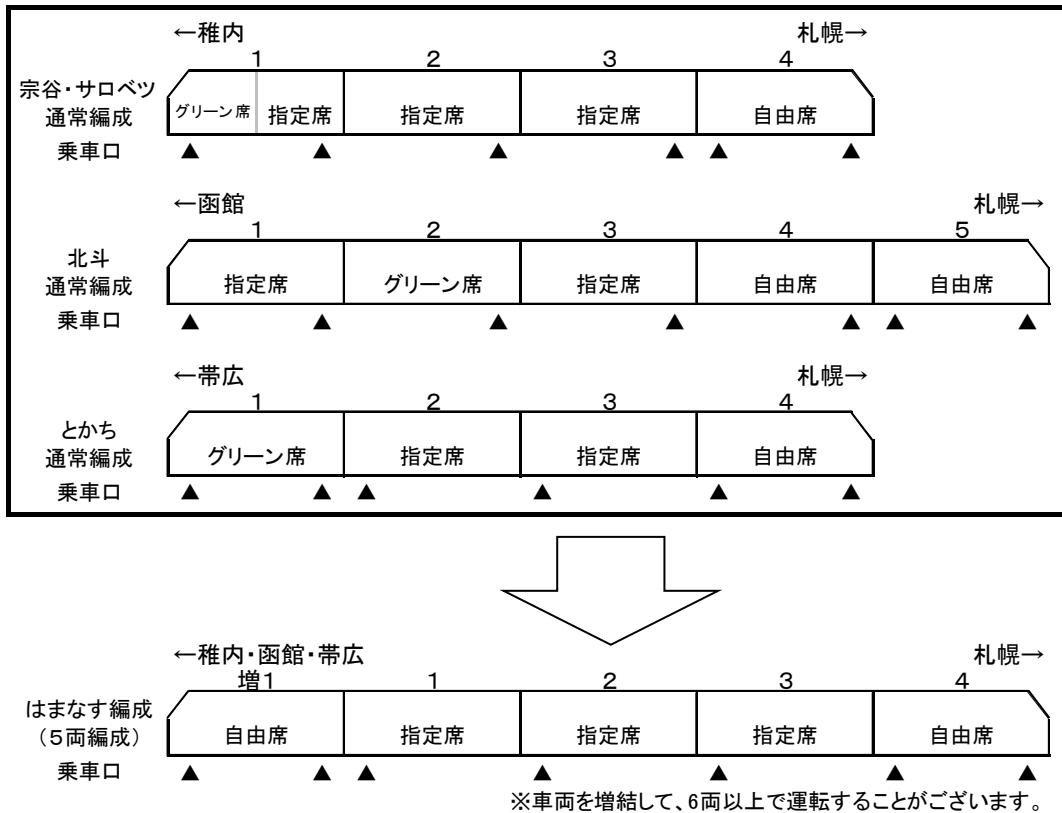 ←稚内 札幌→
1 2 3 4
宗谷・サロベツ
通常編成
グリーン席 指定席 指定席 指定席 自由席
乗車口 ▲ ▲ ▲ ▲ ▲ ▲
←函館 札幌→
1 2 3 4 5
北斗
通常編成
指定席 グリーン席 指定席 自由席 自由席
乗車口 ▲ ▲ ▲ ▲ ▲ ▲ ▲
←帯広 札幌→
1 2 3 4
とかち
通常編成
グリーン席 指定席 指定席 自由席
乗車口 ▲ ▲ ▲ ▲ ▲ ▲
←稚内・函館・帯広 札幌→
増1 1 2 3 4
はまなす編成
(5両編成)
自由席 指定席 指定席 指定席 自由席
乗車口 ▲ ▲ ▲ ▲ ▲ ▲ ▲
※車両を増結して、6両以上で運転することがございます。